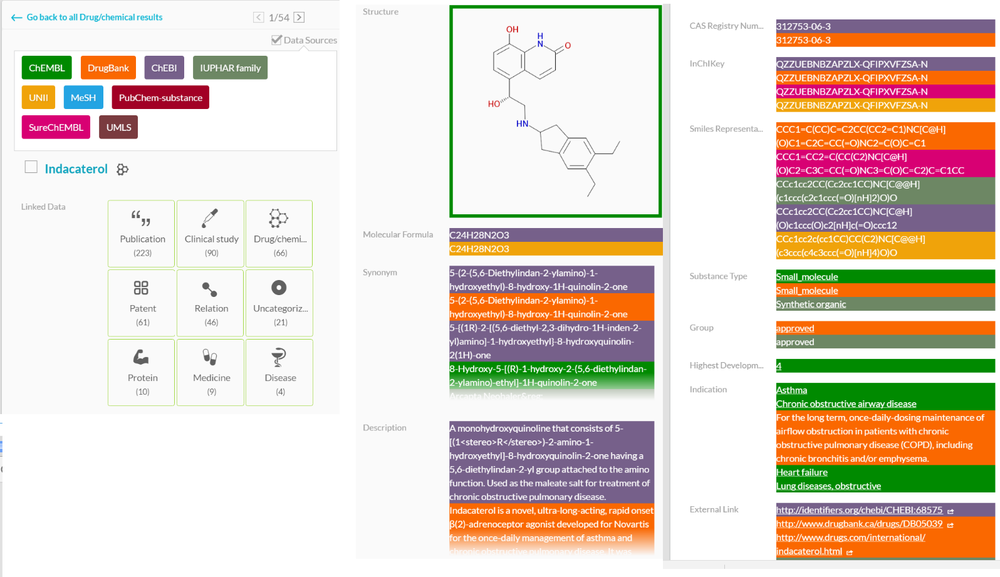 Go back to all Drug/chemical results
1/54
Data Sources
ChEMBL DrugBank ChEBI IUPHAR family
UNII MeSH PubChem-substance
SureChEMBL UMLS
Indacaterol
Linked Data
Publication Clinical study Drug/chemi...
(223) (90) (66)
Patent Relation Uncategoriz...
(61) (46) (21)
Protein Medicine Disease
(10) (9) (4)
Structure
OH
H
N O
HO
HN
Molecular Formula
C24H28N2O3
C24H28N2O3
Synonym
5-(2-(5,6-Diethylindan-2-ylamino)-1-
hydroxyethyl)-8-hydroxy-1H-quinolin-2-one
5-(2-(5,6-Diethylindan-2-ylamino)-1-
hydroxyethyl)-8-hydroxy-1H-quinolin-2-one
5-{(1R)-2-[(5,6-diethyl-2,3-dihydro-1H-inden-2-
yl)amino]-1-hydroxyethyl}-8-hydroxyquinolin-
2(1H)-one
8-Hydroxy-5-[(R)-1-hydroxy-2-(5,6-diethylindan-
2-ylamino)-ethyl]-1H-quinolin-2-one
Arcapta Neohaler&reg;
Description
A monohydroxyquinoline that consists of 5-
[(1<stereo>R</stereo>)-2-amino-1-
hydroxyethyl]-8-hydroxyquinolin-2-one having a
5,6-diethylindan-2-yl group attached to the amino
function. Used as the maleate salt for treatment of
chronic obstructive pulmonary disease.
Indacaterol is a novel, ultra-long-acting, rapid onset
β(2)-adrenoceptor agonist developed for Novartis
for the once-daily management of asthma and
chronic obstructive pulmonary disease. It was
CAS Registry Num...
312753-06-3
312753-06-3
InChIKey
QZZUEBNBZAPZLX-QFIPXVFZSA-N
QZZUEBNBZAPZLX-QFIPXVFZSA-N
QZZUEBNBZAPZLX-QFIPXVFZSA-N
QZZUEBNBZAPZLX-QFIPXVFZSA-N
Smiles Representa...
CCC1=C(CC)C=C2CC(CC2=C1)NC[C@H]
(O)C1=C2C=CC(=O)NC2=C(O)C=C1
CCC1=CC2=C(CC(C2)NC[C@H]
(O)C2=C3C=CC(=O)NC3=C(O)C=C2)C=C1CC
CCc1cc2CC(Cc2cc1CC)NC[C@@H]
(c1ccc(c2c1ccc(=O)[nH]2)O)O
CCc1cc2CC(Cc2cc1CC)NC[C@H]
(O)c1ccc(O)c2[nH]c(=O)ccc12
CCc1cc2c(cc1CC)CC(C2)NC[C@@H]
(c3ccc(c4c3ccc(=O)[nH]4)O)O
Substance Type
Small_molecule
Small_molecule
Synthetic organic
Group
approved
approved
Highest Developm...
4
Indication
Asthma
Chronic obstructive airway disease
For the long term, once-daily-dosing maintenance of
airflow obstruction in patients with chronic
obstructive pulmonary disease (COPD), including
chronic bronchitis and/or emphysema.
Heart failure
Lung diseases, obstructive
External Link
http://identifiers.org/chebi/CHEBI:68575
http://www.drugbank.ca/drugs/DB05039
http://www.drugs.com/international/
indacaterol.html